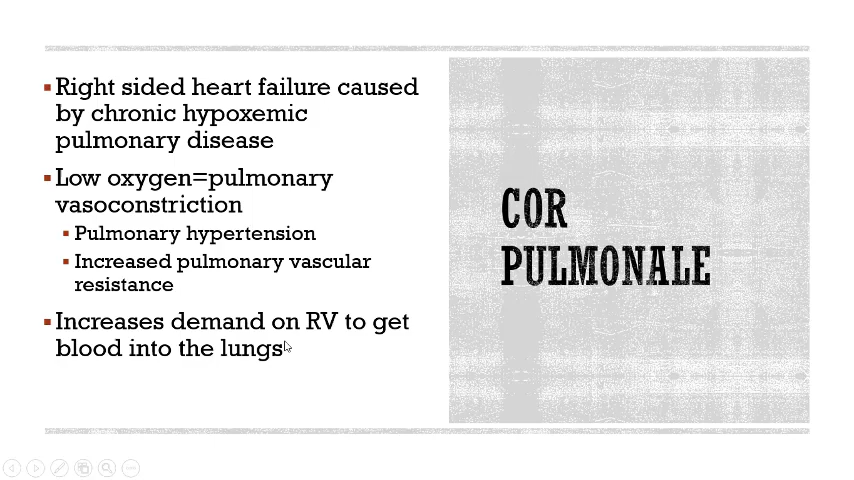 Right sided heart failure caused
by chronic hypoxemic
pulmonary disease
Low oxygen=pulmonary
vasoconstriction
Pulmonary hypertension
Increased pulmonary vascular
resistance
Increases demand on RV to get
blood into the lungs
COR
PULMONALE